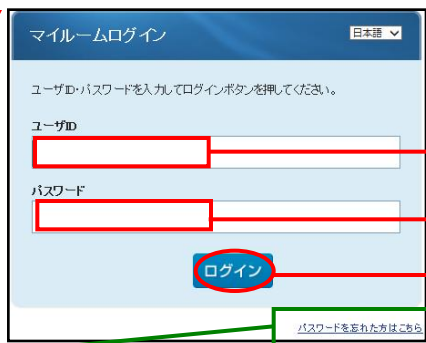 マイルームログイン
日本語
ユーザID・パスワードを入力してログインボタンを押してください。
ユーザID
パスワード
ログイン
パスワードを忘れた方はこちら